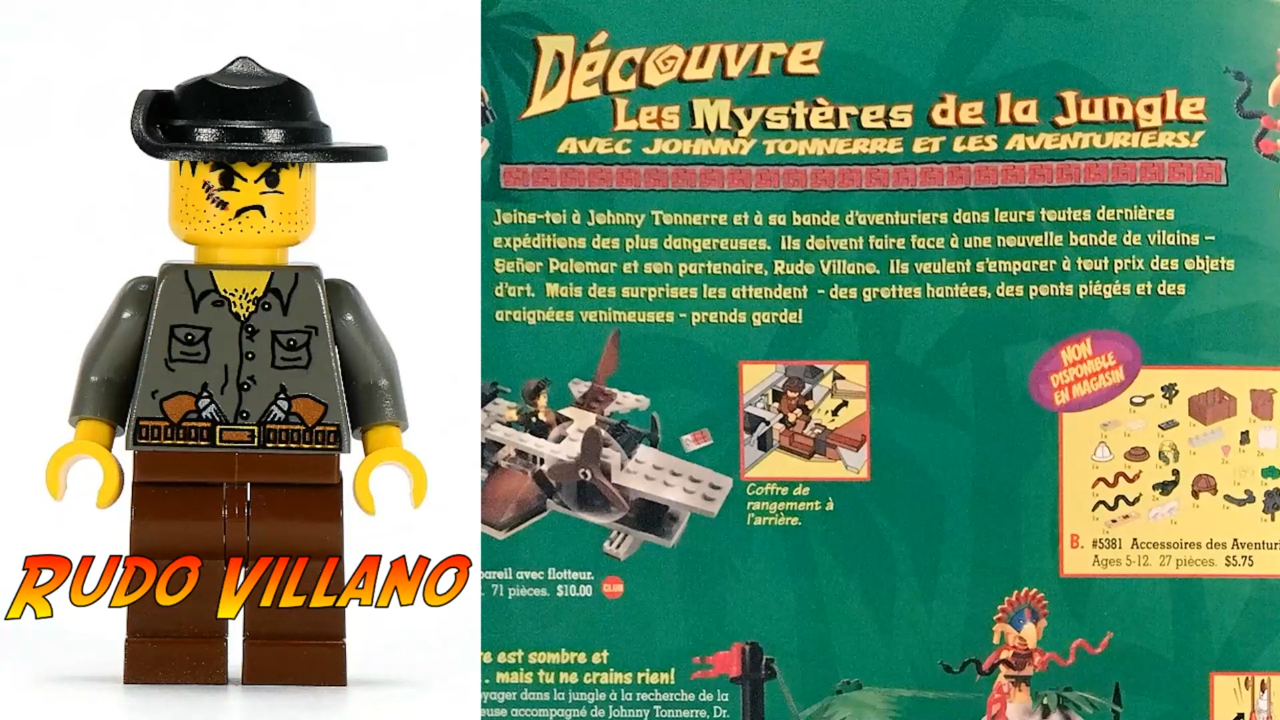 RUDO VILLANO
Découvre
Les Mystères de la Jungle
AVEC JOHNNY TONNERRE ET LES AVENTURIERS!
Joins-toi à Johnny Tonnerre et à sa bande d'aventuriers dans leurs toutes dernières
expéditions des plus dangereuses. Ils doivent faire face à une nouvelle bande de vilains –
Señor Palomar et son partenaire, Rudo Villano. Ils veulent s'emparer à tout prix des objets
d'art. Mais des surprises les attendent - des grottes hantées, des ponts piégés et des
araignées venimeuses - prends garde!
NON
DISPONIBLE
EN MAGASIN
Coffre de
rangement à
l'arrière.
B. #5381 Accessoires des Aventuri
Ages 5-12. 27 pièces. $5.75
pareil avec flotteur.
. 71 pièces. $10.00 CLUB
re est sombre et
. mais tu ne crains rien!
yager dans la jungle à la recherche de la
euse accompagné de Johnny Tonnerre, Dr.